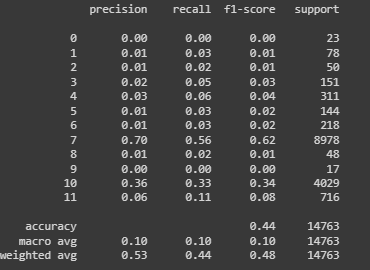 precision recall f1-score support
0 0.00 0.00 0.00 23
1 0.01 0.03 0.01 78
2 0.01 0.02 0.01 50
3 0.02 0.05 0.03 151
4 0.03 0.06 0.04 311
5 0.01 0.03 0.02 144
6 0.01 0.03 0.02 218
7 0.70 0.56 0.62 8978
8 0.01 0.02 0.01 48
9 0.00 0.00 0.00 17
10 0.36 0.33 0.34 4029
11 0.06 0.11 0.08 716
accuracy 0.44 14763
macro avg 0.10 0.10 0.10 14763
weighted avg 0.53 0.44 0.48 14763